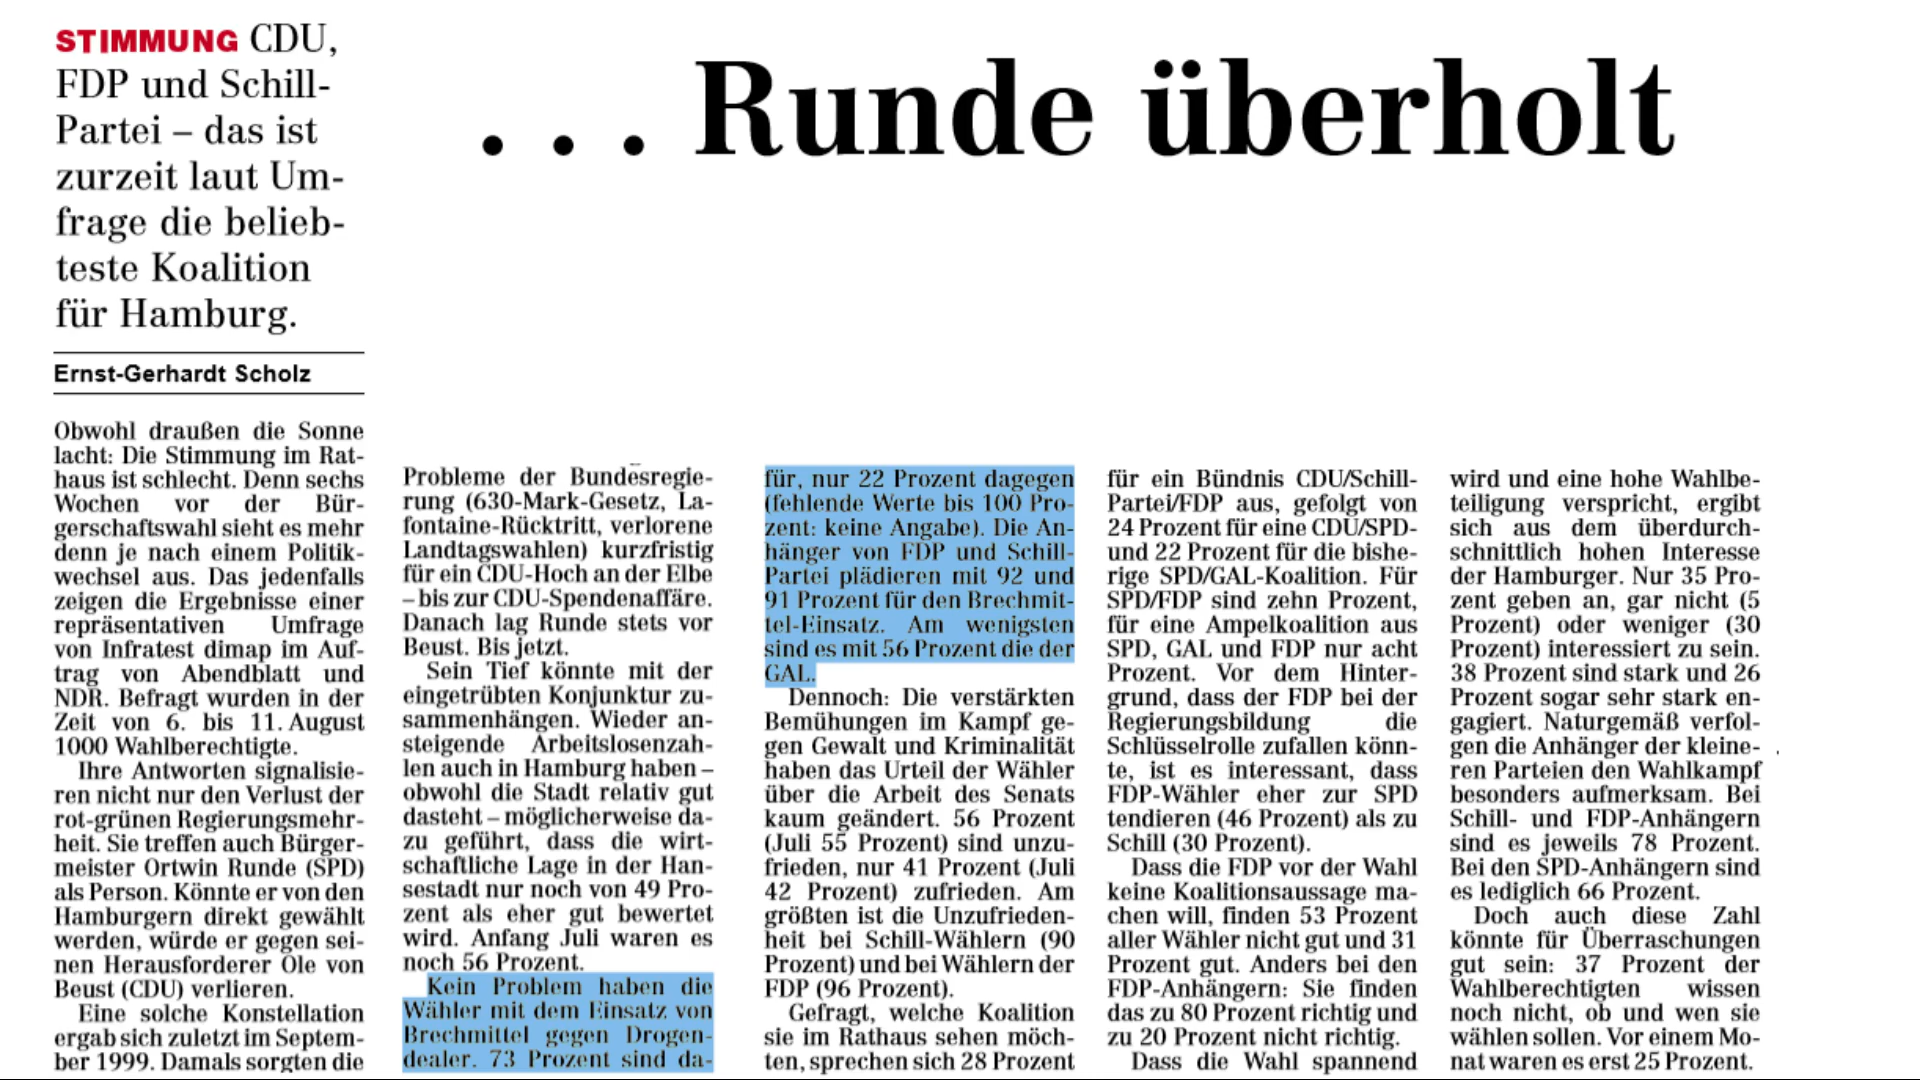 STIMMUNG CDU,
FDP und Schill-
Partei – das ist
zurzeit laut Um-
frage die belieb-
teste Koalition
für Hamburg.
Ernst-Gerhardt Scholz
. . . Runde überholt
Obwohl draußen die Sonne
lacht: Die Stimmung im Rat-
haus ist schlecht. Denn sechs
Wochen vor der Bür-
gerschaftswahl sieht es mehr
denn je nach einem Politik-
wechsel aus. Das jedenfalls
zeigen die Ergebnisse einer
repräsentativen Umfrage
von Infratest dimap im Auf-
trag von Abendblatt und
NDR. Befragt wurden in der
Zeit von 6. bis 11. August
1000 Wahlberechtigte.
Ihre Antworten signalisie-
ren nicht nur den Verlust der
rot-grünen Regierungsmehr-
heit. Sie treffen auch Bürger-
meister Ortwin Runde (SPD)
als Person. Könnte er von den
Hamburgern direkt gewählt
werden, würde er gegen sei-
nen Herausforderer Ole von
Beust (CDU) verlieren.
Eine solche Konstellation
ergab sich zuletzt im Septem-
ber 1999. Damals sorgten die
Probleme der Bundesregie-
rung (630-Mark-Gesetz, La-
fontaine-Rücktritt, verlorene
Landtagswahlen) kurzfristig
für ein CDU-Hoch an der Elbe
– bis zur CDU-Spendenaffäre.
Danach lag Runde stets vor
Beust. Bis jetzt.
Sein Tief könnte mit der
eingetrübten Konjunktur zu-
sammenhängen. Wieder an-
steigende Arbeitslosenzah-
len auch in Hamburg haben –
obwohl die Stadt relativ gut
dasteht – möglicherweise da-
zu geführt, dass die wirt-
schaftliche Lage in der Han-
sestadt nur noch von 49 Pro-
zent als eher gut bewertet
wird. Anfang Juli waren es
noch 56 Prozent.
Kein Problem haben die
Wähler mit dem Einsatz von
Brechmittel gegen Drogen-
dealer. 73 Prozent sind da-
für, nur 22 Prozent dagegen
(fehlende Werte bis 100 Pro-
zent: keine Angabe). Die An-
hänger von FDP und Schill-
Partei plädieren mit 92 und
91 Prozent für den Brechmit-
tel-Einsatz. Am wenigsten
sind es mit 56 Prozent die der
GAL.
Dennoch: Die verstärkten
Bemühungen im Kampf ge-
gen Gewalt und Kriminalität
haben das Urteil der Wähler
über die Arbeit des Senats
kaum geändert. 56 Prozent
(Juli 55 Prozent) sind unzu-
frieden, nur 41 Prozent (Juli
42 Prozent) zufrieden. Am
größten ist die Unzufrieden-
heit bei Schill-Wählern (90
Prozent) und bei Wählern der
FDP (96 Prozent).
Gefragt, welche Koalition
sie im Rathaus sehen möch-
ten, sprechen sich 28 Prozent
für ein Bündnis CDU/Schill-
Partei/FDP aus, gefolgt von
24 Prozent für eine CDU/SPD-
und 22 Prozent für die bishe-
rige SPD/GAL-Koalition. Für
SPD/FDP sind zehn Prozent,
für eine Ampelkoalition aus
SPD, GAL und FDP nur acht
Prozent. Vor dem Hinter-
grund, dass der FDP bei der
Regierungsbildung die
Schlüsselrolle zufallen könn-
te, ist es interessant, dass
FDP-Wähler eher zur SPD
tendieren (46 Prozent) als zu
Schill (30 Prozent).
Dass die FDP vor der Wahl
keine Koalitionsaussage ma-
chen will, finden 53 Prozent
aller Wähler nicht gut und 31
Prozent gut. Anders bei den
FDP-Anhängern: Sie finden
das zu 80 Prozent richtig und
zu 20 Prozent nicht richtig.
Dass die Wahl spannend
wird und eine hohe Wahlbe-
teiligung verspricht, ergibt
sich aus dem überdurch-
schnittlich hohen Interesse
der Hamburger. Nur 35 Pro-
zent geben an, gar nicht (5
Prozent) oder weniger (30
Prozent) interessiert zu sein.
38 Prozent sind stark und 26
Prozent sogar sehr stark en-
gagiert. Naturgemäß verfol-
gen die Anhänger der kleine-
ren Parteien den Wahlkampf
besonders aufmerksam. Bei
Schill- und FDP-Anhängern
sind es jeweils 78 Prozent.
Bei den SPD-Anhängern sind
es lediglich 66 Prozent.
Doch auch diese Zahl
könnte für Überraschungen
gut sein: 37 Prozent der
Wahlberechtigten wissen
noch nicht, ob und wen sie
wählen sollen. Vor einem Mo-
nat waren es erst 25 Prozent.